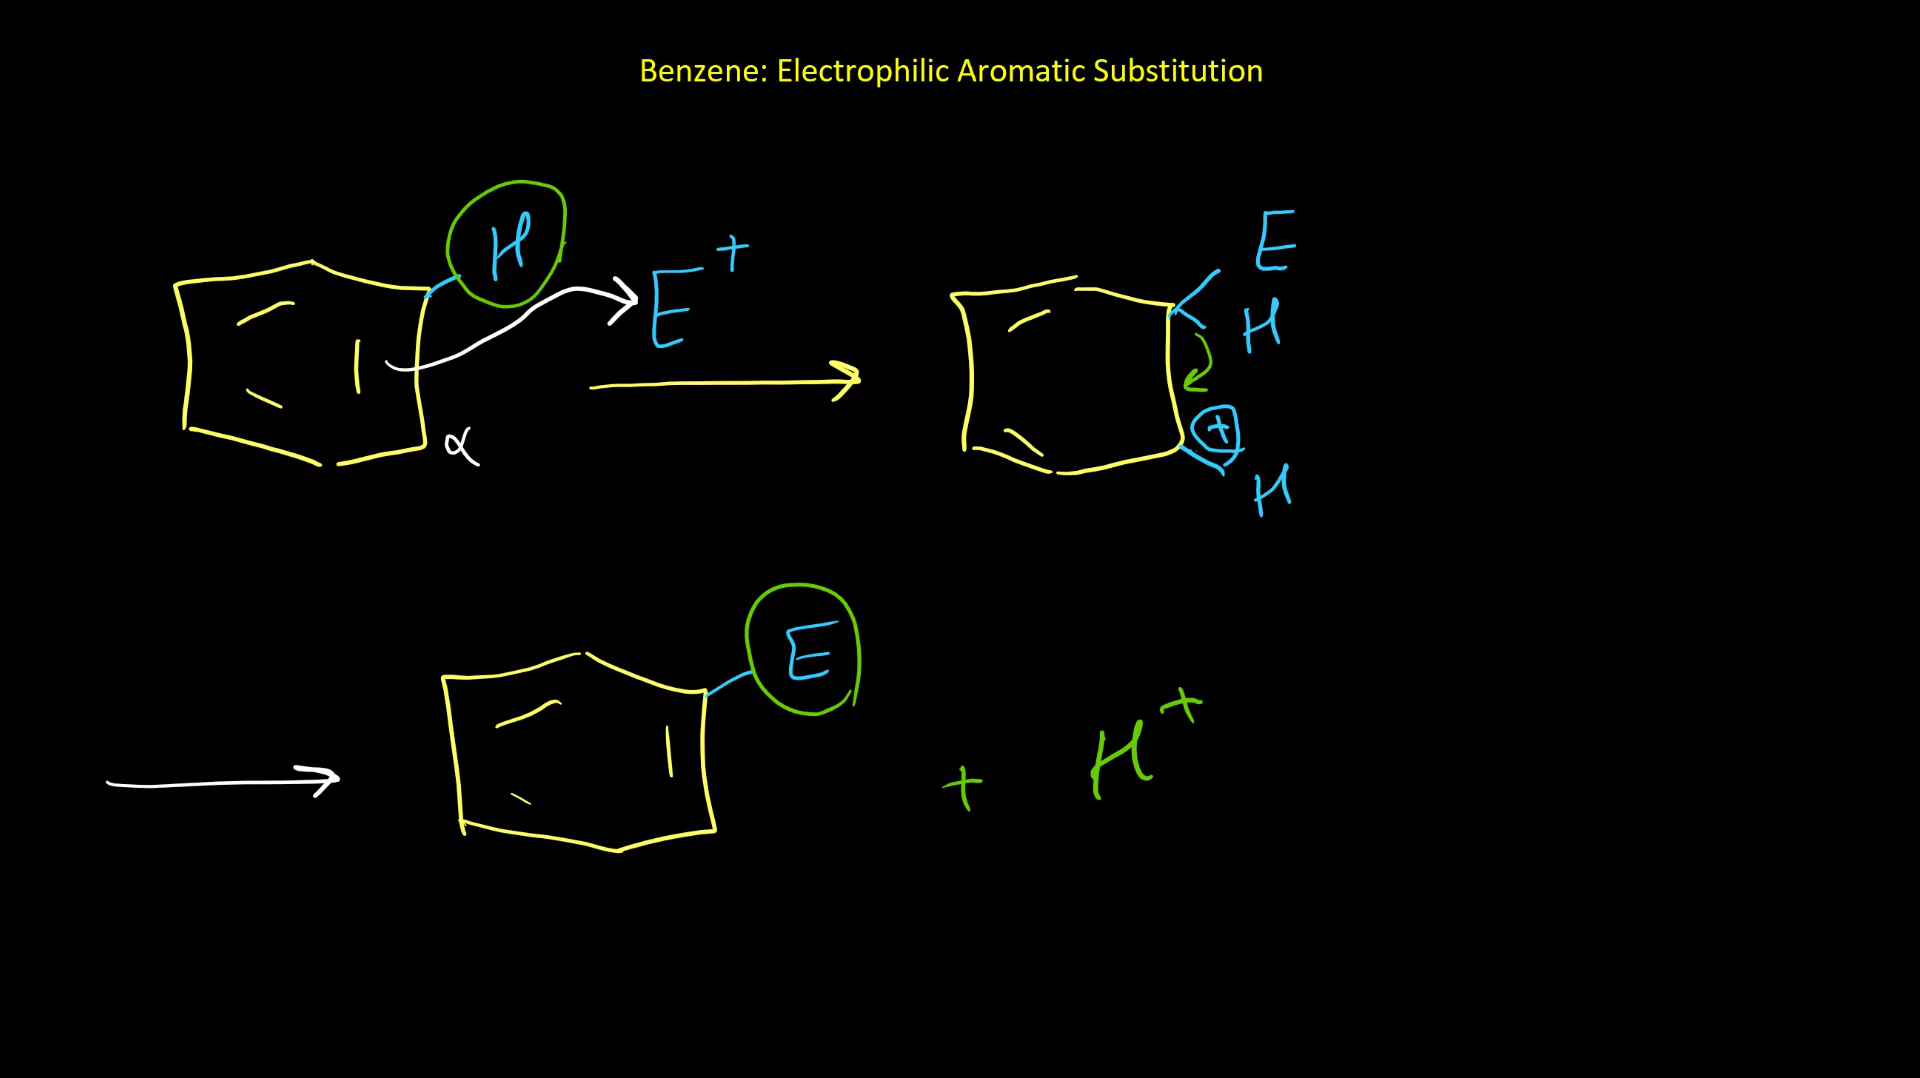 Benzene: Electrophilic Aromatic Substitution
H
E+
α
E
H
+
H
E
+ H+